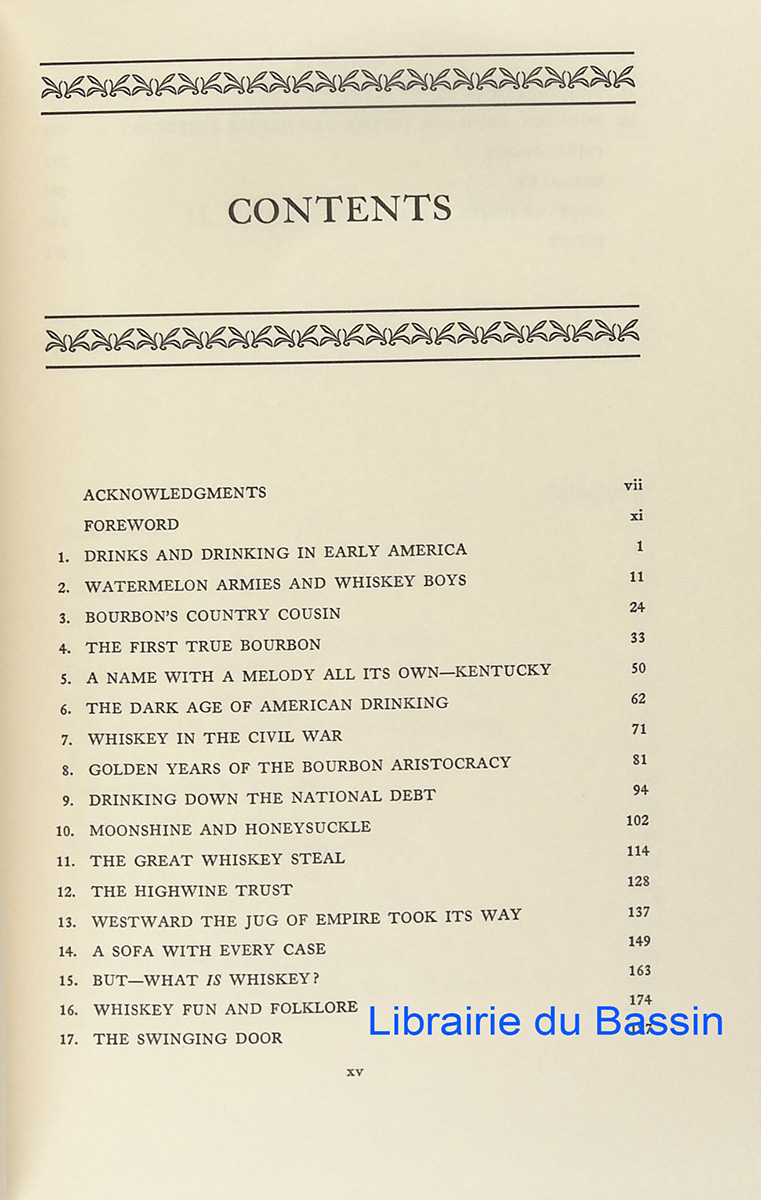 CONTENTS
ACKNOWLEDGMENTS vii
FOREWORD xi
1. DRINKS AND DRINKING IN EARLY AMERICA 1
2. WATERMELON ARMIES AND WHISKEY BOYS 11
3. BOURBON'S COUNTRY COUSIN 24
4. THE FIRST TRUE BOURBON 33
5. A NAME WITH A MELODY ALL ITS OWN—KENTUCKY 50
6. THE DARK AGE OF AMERICAN DRINKING 62
7. WHISKEY IN THE CIVIL WAR 71
8. GOLDEN YEARS OF THE BOURBON ARISTOCRACY 81
9. DRINKING DOWN THE NATIONAL DEBT 94
10. MOONSHINE AND HONEYSUCKLE 102
11. THE GREAT WHISKEY STEAL 114
12. THE HIGHWINE TRUST 128
13. WESTWARD THE JUG OF EMPIRE TOOK ITS WAY 137
14. A SOFA WITH EVERY CASE 149
15. BUT—WHAT IS WHISKEY? 163
16. WHISKEY FUN AND FOLKLORE 174
Librairie du Bassin
17. THE SWINGING DOOR
xv